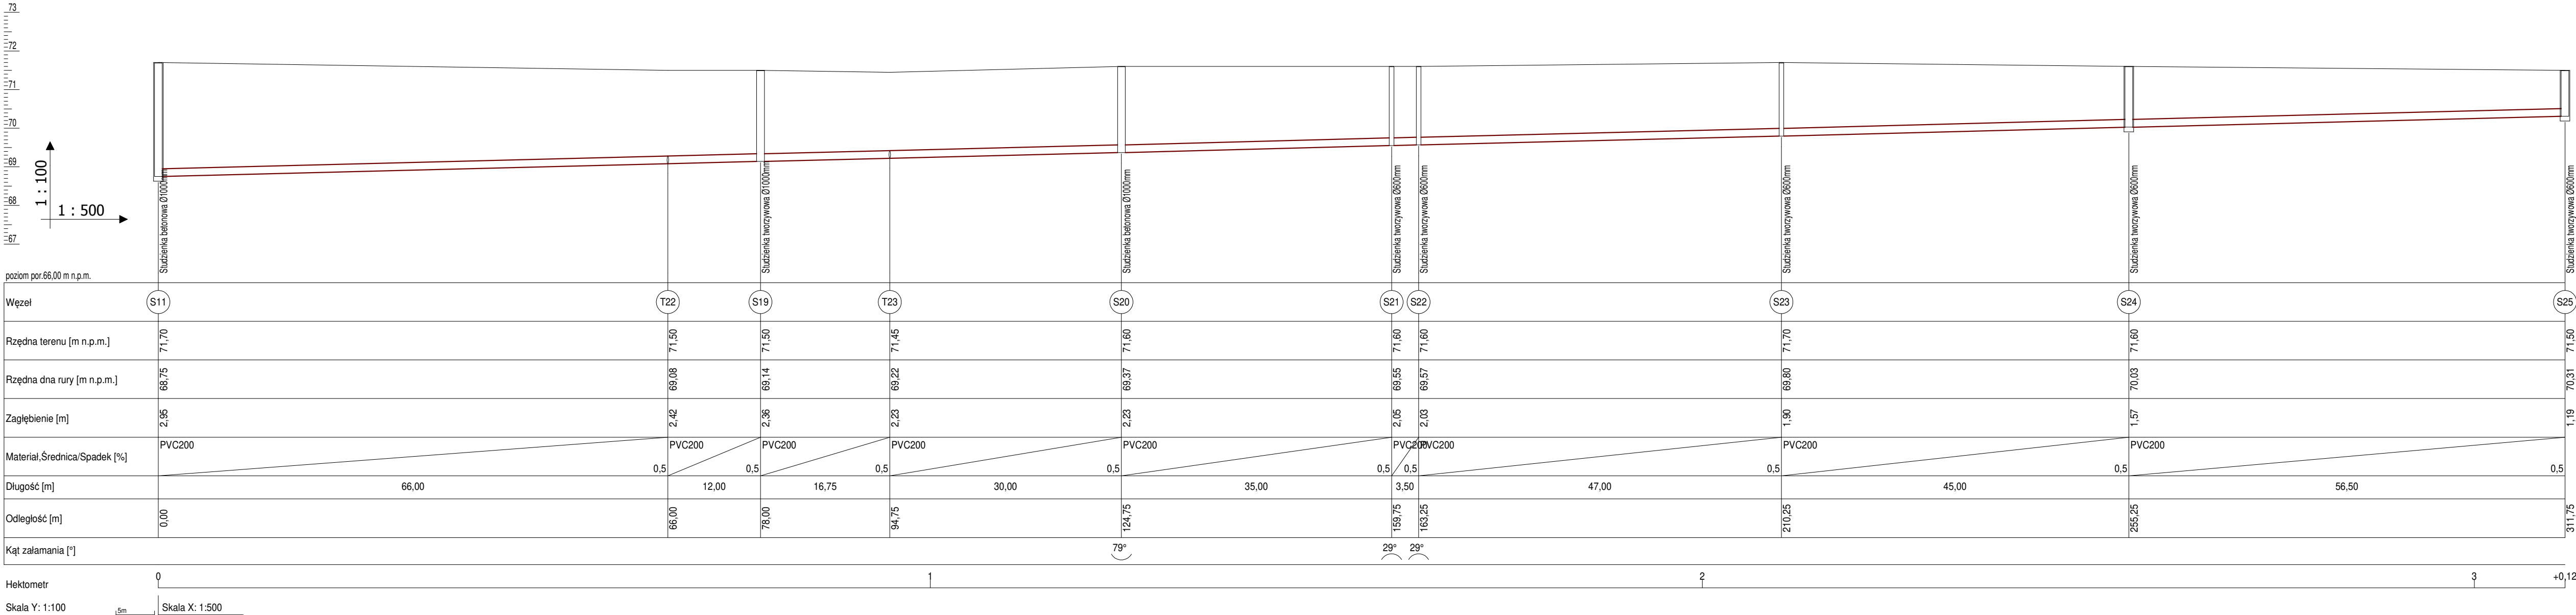 73
72
71
70
69
68
67
1 : 100
1 : 500
Studzienka betonowa Ø1000mm
Studzienka tworzywowa Ø1000mm
Studzienka betonowa Ø1000mm
Studzienka tworzywowa Ø600mm
Studzienka tworzywowa Ø600mm
Studzienka tworzywowa Ø600mm
Studzienka tworzywowa Ø600mm
Studzienka tworzywowa Ø600mm
poziom por.66,00 m n.p.m.
Węzeł S11 T22 S19 T23 S20 S21 S22 S23 S24 S25
Rzędna terenu [m n.p.m.] 71,70 71,50 71,50 71,45 71,60 71,60 71,60 71,70 71,60 71,50
Rzędna dna rury [m n.p.m.] 68,75 69,08 69,14 69,22 69,37 69,55 69,57 69,80 70,03 70,31
Zagłębienie [m] 2,95 2,42 2,36 2,23 2,23 2,05 2,03 1,90 1,57 1,19
PVC200 PVC200 PVC200 PVC200 PVC200 PVC200 PVC200 PVC200 PVC200
Materiał,Średnica/Spadek [%]
0,5 0,5 0,5 0,5 0,5 0,5 0,5 0,5 0,5
Długość [m] 66,00 12,00 16,75 30,00 35,00 3,50 47,00 45,00 56,50
Odległość [m] 0,00 66,00 78,00 94,75 124,75 159,75 163,25 210,25 255,25 311,75
Kąt załamania [°] 79° 29° 29°
Hektometr 0 1 2 3 +0,12
Skala Y: 1:100 5m Skala X: 1:500